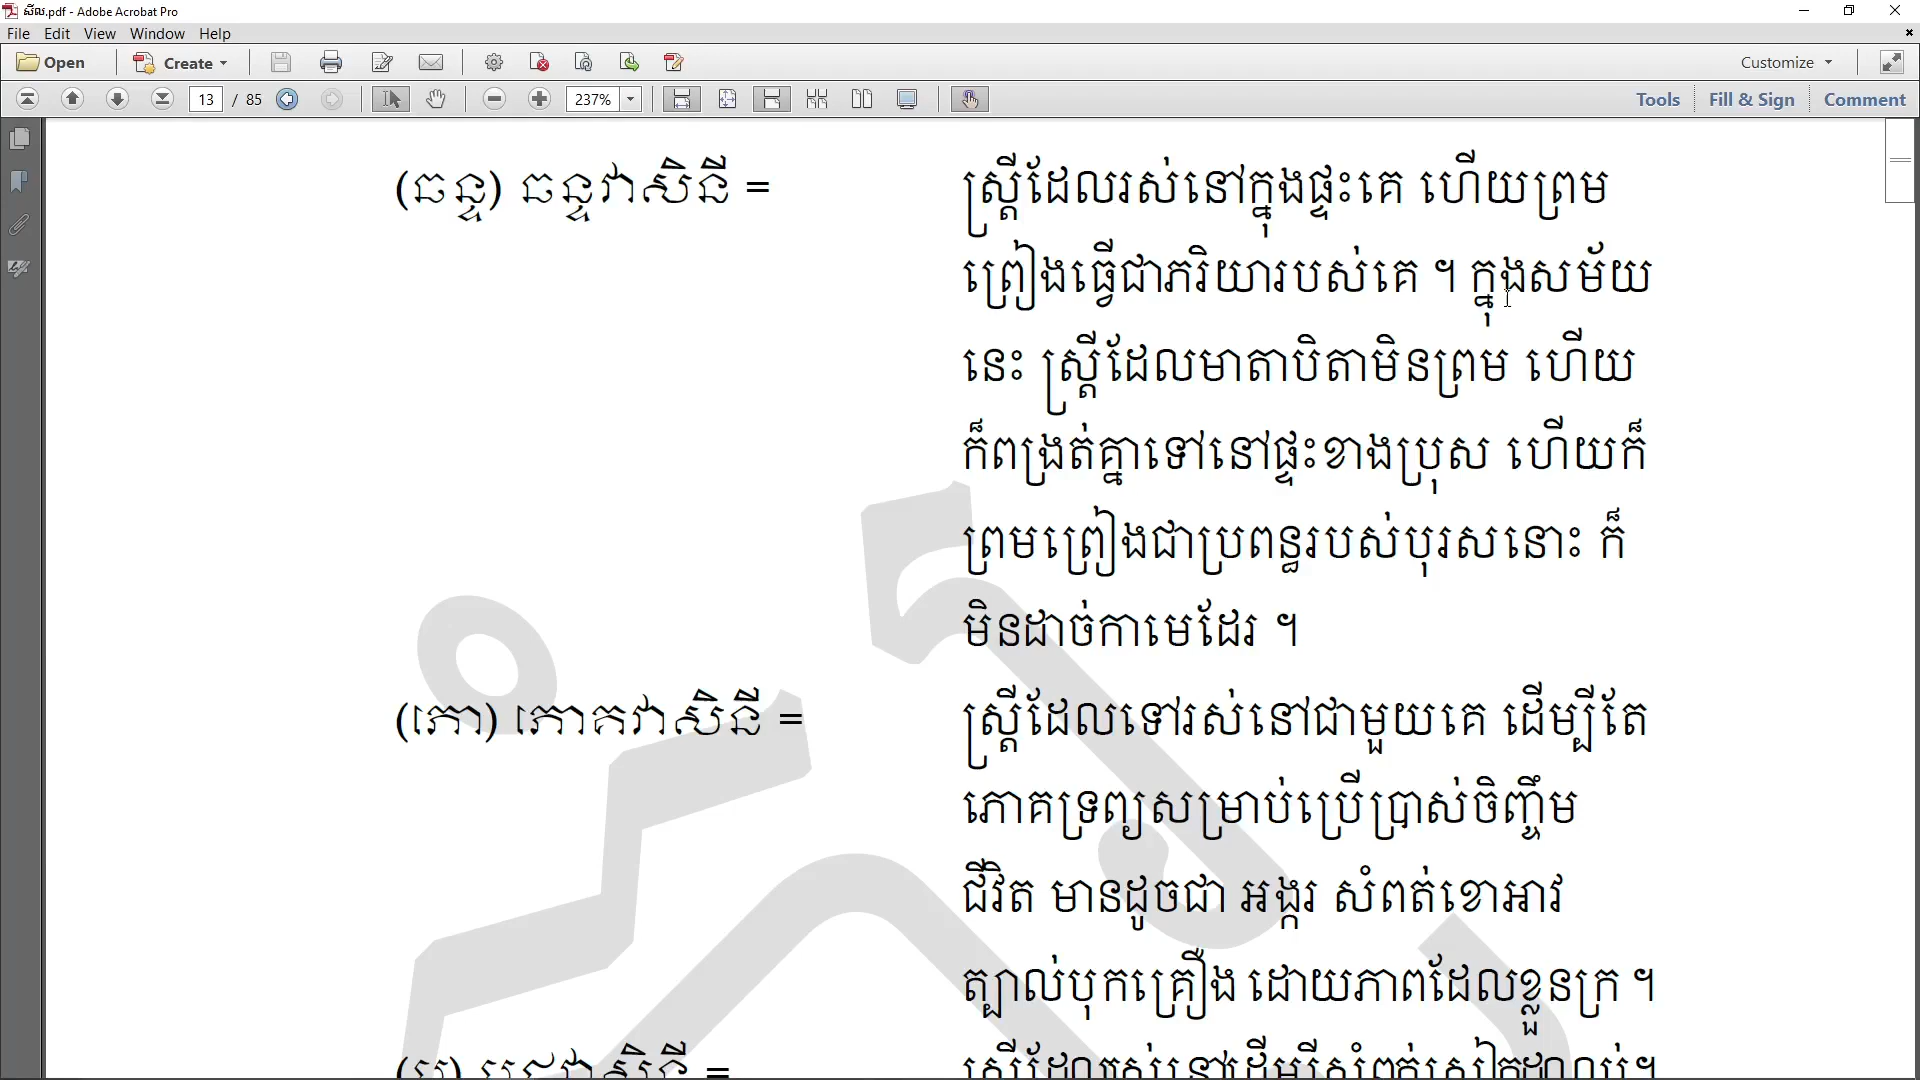 សីល.pdf - Adobe Acrobat Pro
File Edit View Window Help
Open Create Customize
13 / 85 237% Tools Fill & Sign Comment
(ឆន្ទ) ឆន្ទវាសិនី = ស្ត្រីដែលរស់នៅក្នុងផ្ទះគេ ហើយព្រម
ព្រៀងធ្វើជាភរិយារបស់គេ ។ ក្នុងសម័យ
នេះ ស្ត្រីដែលមាតាបិតាមិនព្រម ហើយ
ក៏ពង្រត់គ្នាទៅនៅផ្ទះខាងប្រុស ហើយក៏
ព្រមព្រៀងជាប្រពន្ធរបស់បុរសនោះ ក៏
មិនដាច់កាមេដែរ ។
(ភោ) ភោគវាសិនី = ស្ត្រីដែលទៅរស់នៅជាមួយគេ ដើម្បីតែ
ភោគទ្រព្យសម្រាប់ប្រើប្រាស់ចិញ្ចឹម
ជីវិត មានដូចជា អង្ករ សំពត់ខោអាវ
ត្បាល់បុកគ្រឿង ដោយភាពដែលខ្លួនក្រ ។